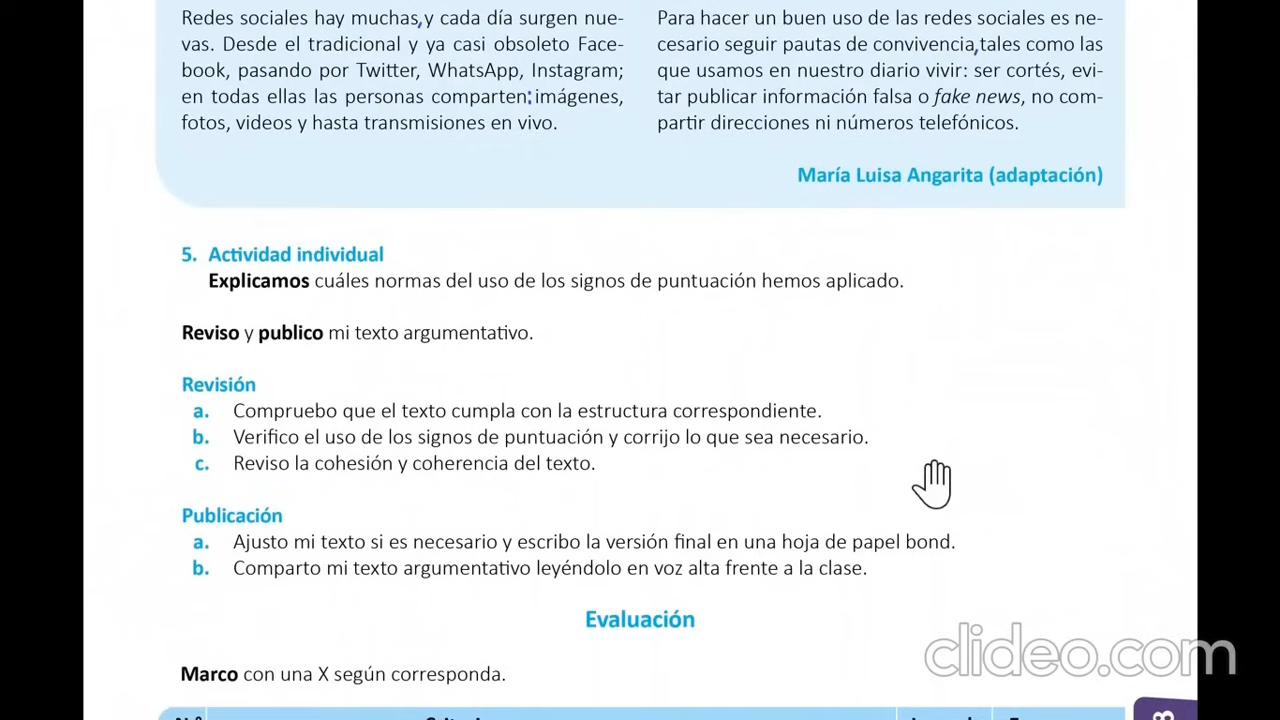 Redes sociales hay muchas, y cada día surgen nue-
vas. Desde el tradicional y ya casi obsoleto Face-
book, pasando por Twitter, WhatsApp, Instagram;
en todas ellas las personas comparten: imágenes,
fotos, videos y hasta transmisiones en vivo.
Para hacer un buen uso de las redes sociales es ne-
cesario seguir pautas de convivencia, tales como las
que usamos en nuestro diario vivir: ser cortés, evi-
tar publicar información falsa o fake news, no com-
partir direcciones ni números telefónicos.
María Luisa Angarita (adaptación)
5. Actividad individual
Explicamos cuáles normas del uso de los signos de puntuación hemos aplicado.
Reviso y publico mi texto argumentativo.
Revisión
a. Compruebo que el texto cumpla con la estructura correspondiente.
b. Verifico el uso de los signos de puntuación y corrijo lo que sea necesario.
c. Reviso la cohesión y coherencia del texto.
Publicación
a. Ajusto mi texto si es necesario y escribo la versión final en una hoja de papel bond.
b. Comparto mi texto argumentativo leyéndolo en voz alta frente a la clase.
Evaluación
Marco con una X según corresponda.
clideo.com